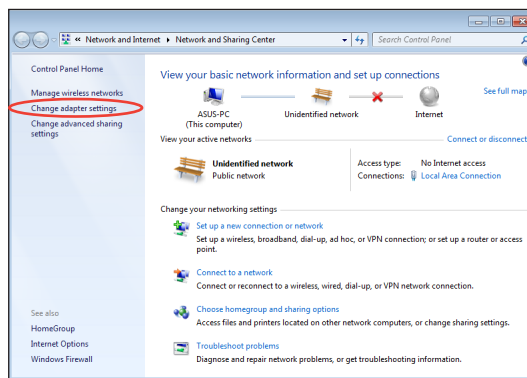 « Network and Internet ▸ Network and Sharing Center
Search Control Panel
Control Panel Home
Manage wireless networks
Change adapter settings
Change advanced sharing
settings
See also
HomeGroup
Internet Options
Windows Firewall
View your basic network information and set up connections
See full map
ASUS-PC
(This computer)
Unidentified network
Internet
View your active networks
Connect or disconnect
Unidentified network
Public network
Access type: No Internet access
Connections: Local Area Connection
Change your networking settings
Set up a new connection or network
Set up a wireless, broadband, dial-up, ad hoc, or VPN connection; or set up a router or access
point.
Connect to a network
Connect or reconnect to a wireless, wired, dial-up, or VPN network connection.
Choose homegroup and sharing options
Access files and printers located on other network computers, or change sharing settings.
Troubleshoot problems
Diagnose and repair network problems, or get troubleshooting information.